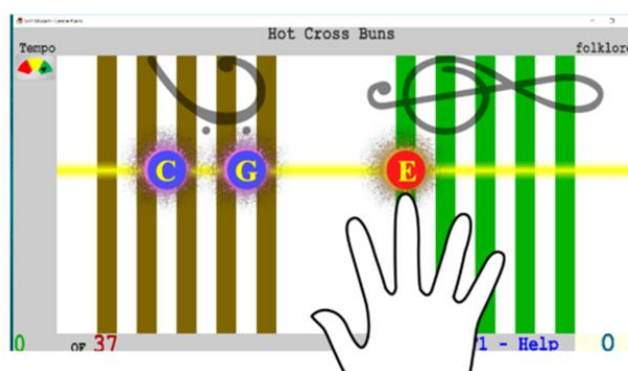 Hot Cross Buns
Tempo
folklore
C G E
0 OF 37
1 - Help 0